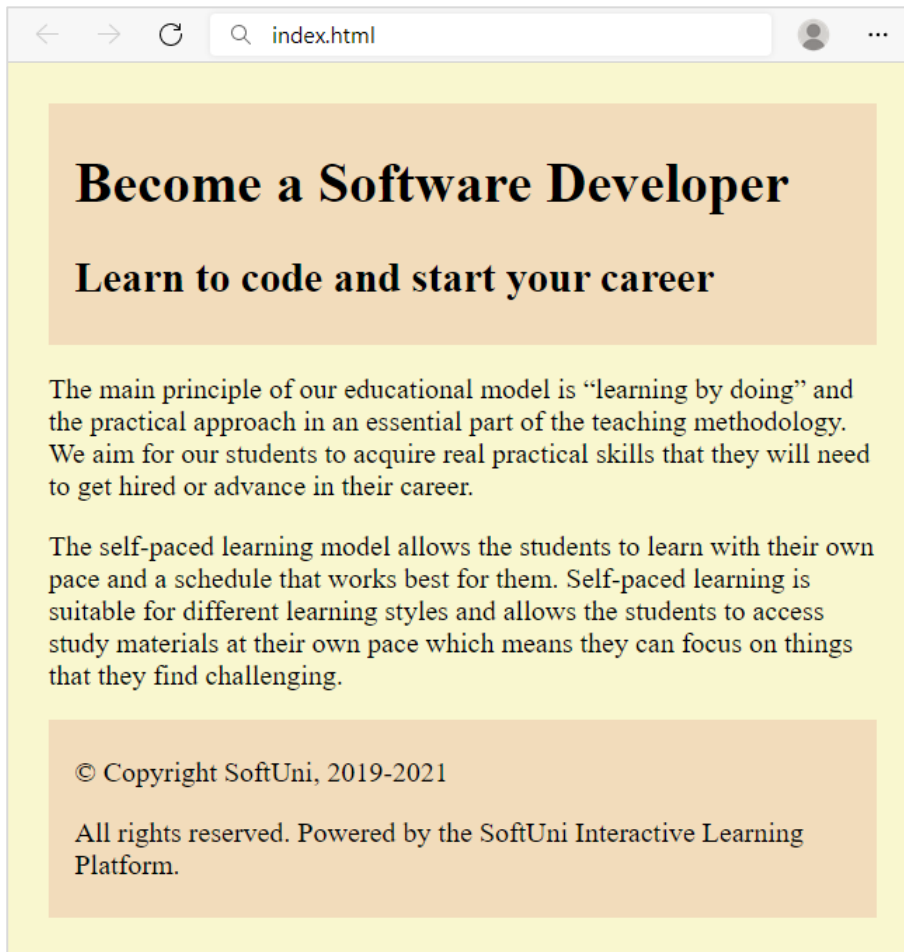 index.html
Become a Software Developer
Learn to code and start your career
The main principle of our educational model is “learning by doing” and
the practical approach in an essential part of the teaching methodology.
We aim for our students to acquire real practical skills that they will need
to get hired or advance in their career.
The self-paced learning model allows the students to learn with their own
pace and a schedule that works best for them. Self-paced learning is
suitable for different learning styles and allows the students to access
study materials at their own pace which means they can focus on things
that they find challenging.
© Copyright SoftUni, 2019-2021
All rights reserved. Powered by the SoftUni Interactive Learning
Platform.